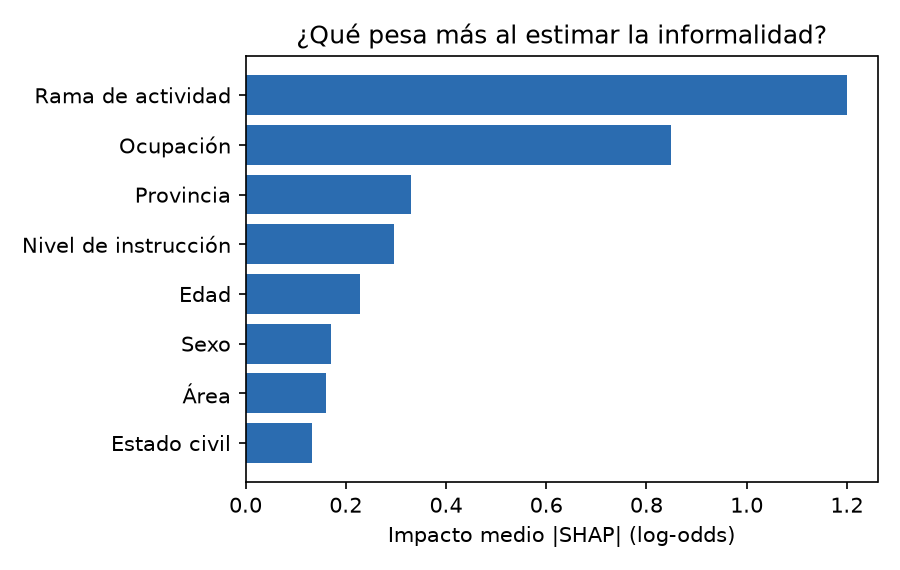 ¿Qué pesa más al estimar la informalidad?
Rama de actividad
Ocupación
Provincia
Nivel de instrucción
Edad
Sexo
Área
Estado civil
0.0 0.2 0.4 0.6 0.8 1.0 1.2
Impacto medio |SHAP| (log-odds)